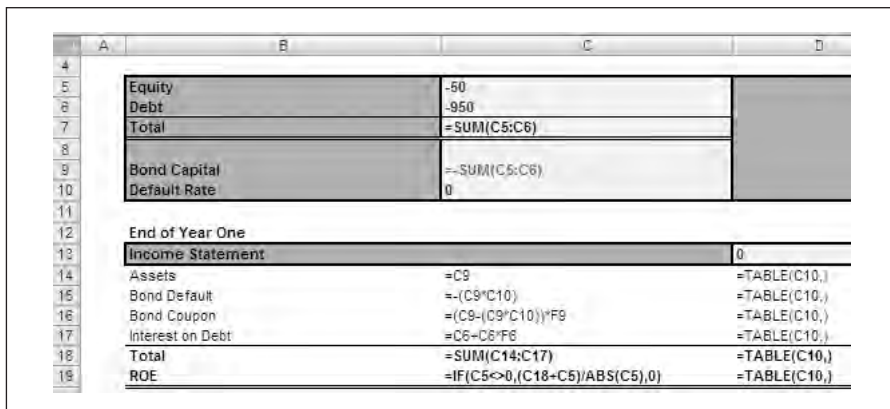 A B C D
4
5 Equity -50
6 Debt -950
7 Total =SUM(C5:C6)
8
9 Bond Capital =-SUM(C5:C6)
10 Default Rate 0
11
12 End of Year One
13 Income Statement 0
14 Assets =C9 =TABLE(C10,)
15 Bond Default =-(C9*C10) =TABLE(C10,)
16 Bond Coupon =(C9-(C9*C10))*F9 =TABLE(C10,)
17 Interest on Debt =C6+C6*F6 =TABLE(C10,)
18 Total =SUM(C14:C17) =TABLE(C10,)
19 ROE =IF(C5<>0,(C18+C5)/ABS(C5),0) =TABLE(C10,)